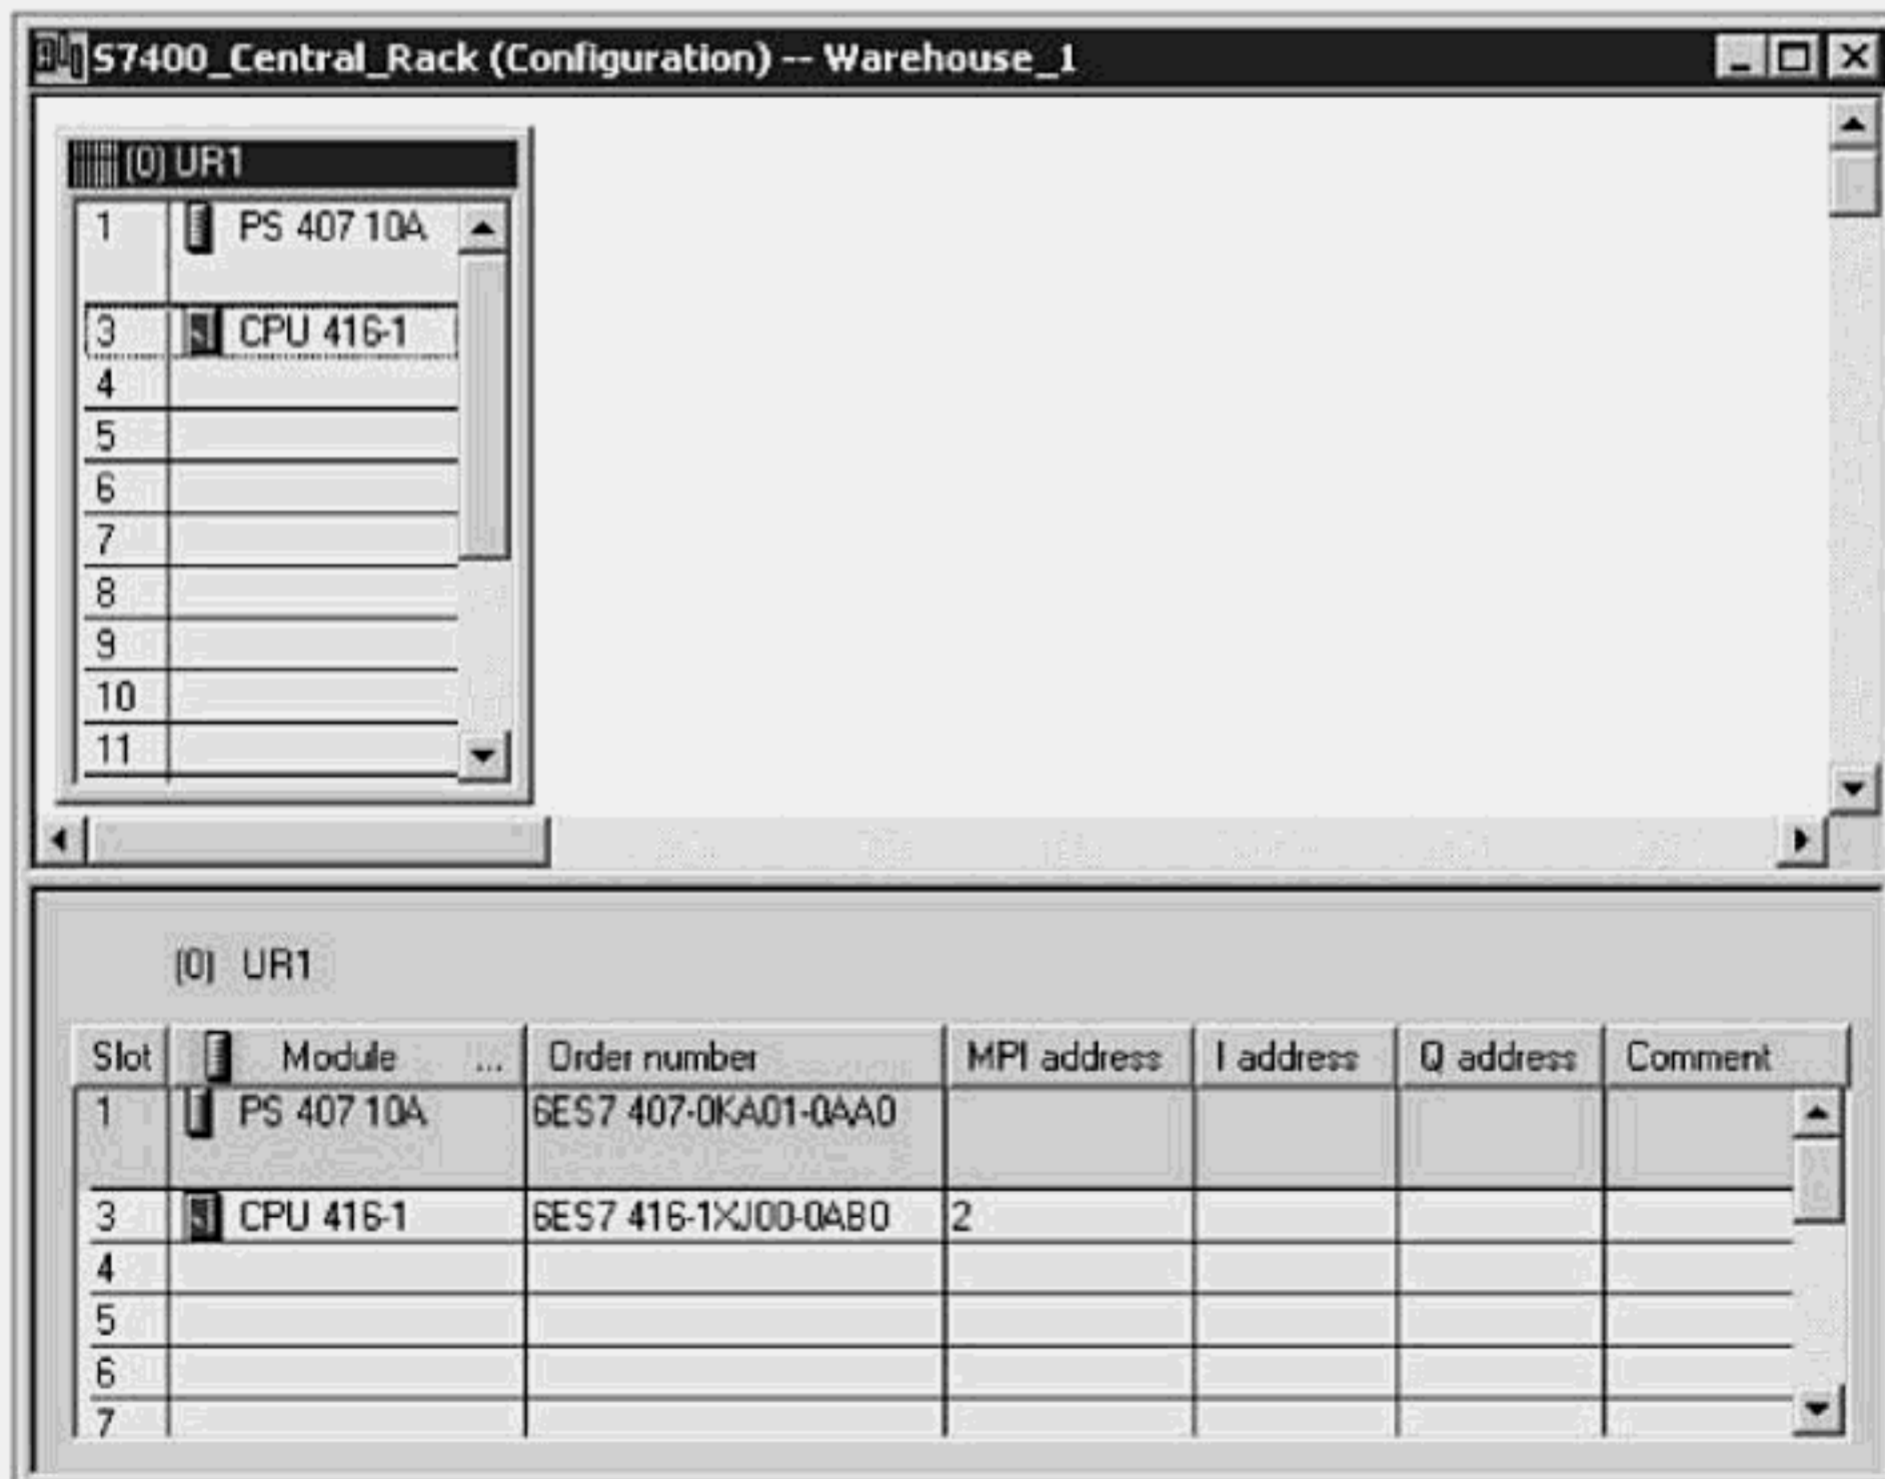 S7400_Central_Rack (Configuration) -- Warehouse_1
(0) UR1
1 PS 407 10A
3 CPU 416-1
4
5
6
7
8
9
10
11
(0) UR1
Slot Module ... Order number MPI address I address Q address Comment
1 PS 407 10A 6ES7 407-0KA01-0AA0
3 CPU 416-1 6ES7 416-1XJ00-0AB0 2
4
5
6
7